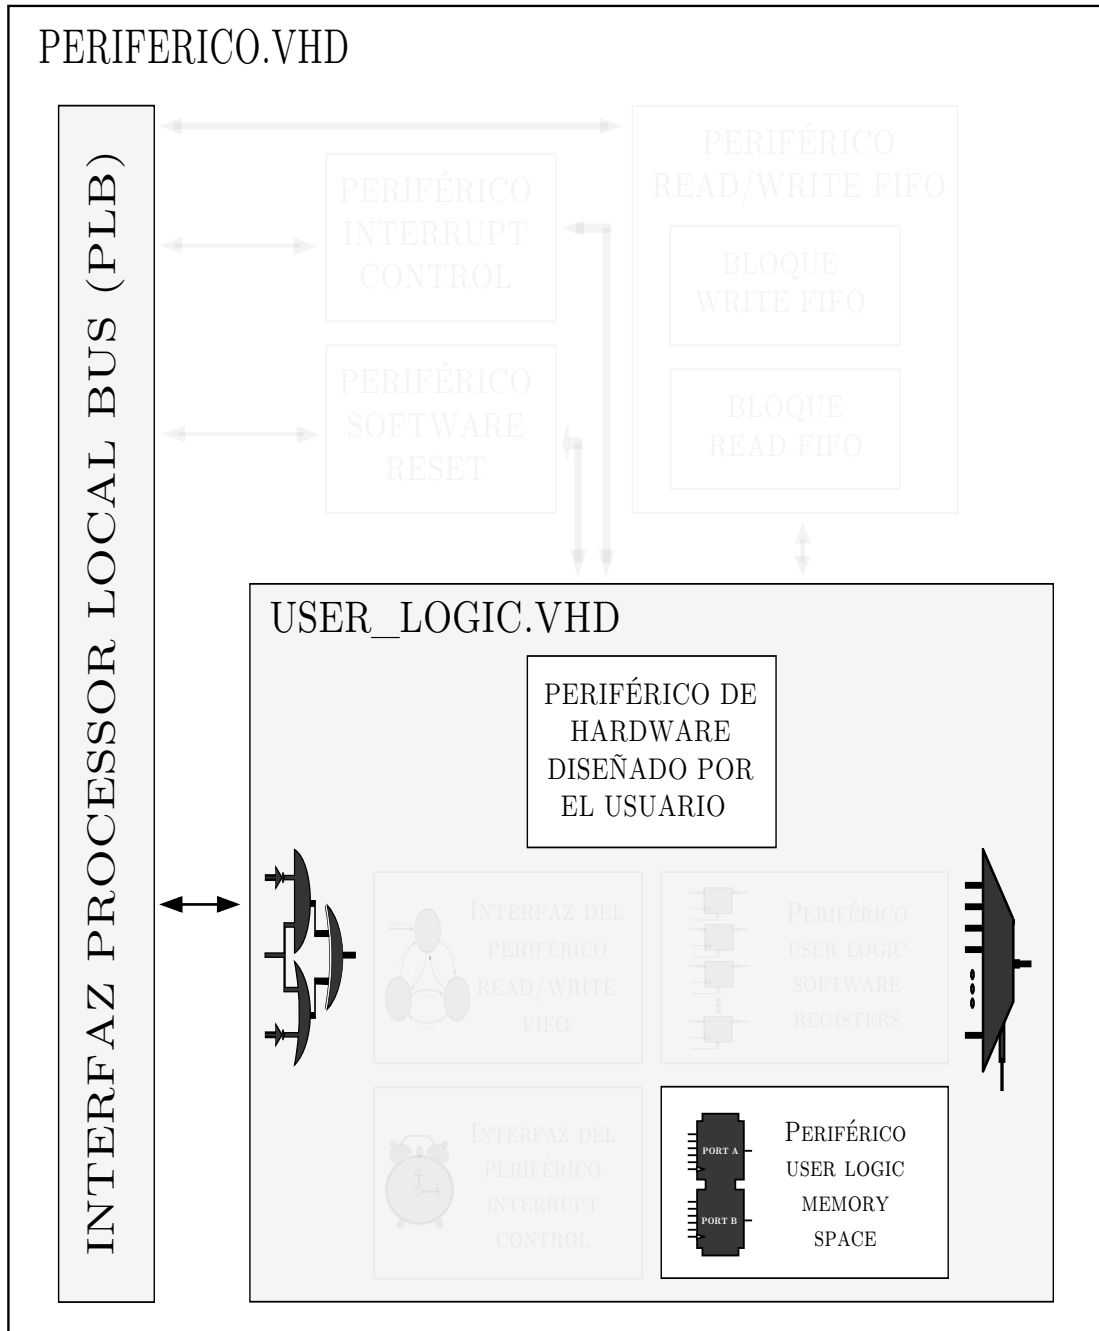 PERIFERICO.VHD
INTERFAZ PROCESSOR LOCAL BUS (PLB)
PERIFÉRICO
INTERRUPT
CONTROL
PERIFÉRICO
SOFTWARE
RESET
PERIFÉRICO
READ/WRITE FIFO
BLOQUE
WRITE FIFO
BLOQUE
READ FIFO
USER_LOGIC.VHD
PERIFÉRICO DE
HARDWARE
DISEÑADO POR
EL USUARIO
INTERFAZ DEL
PERIFÉRICO
READ/WRITE
FIFO
PERIFÉRICO
USER LOGIC
SOFTWARE
REGISTERS
INTERFAZ DEL
PERIFÉRICO
INTERRUPT
CONTROL
PORT A
PORT B
PERIFÉRICO
USER LOGIC
MEMORY
SPACE